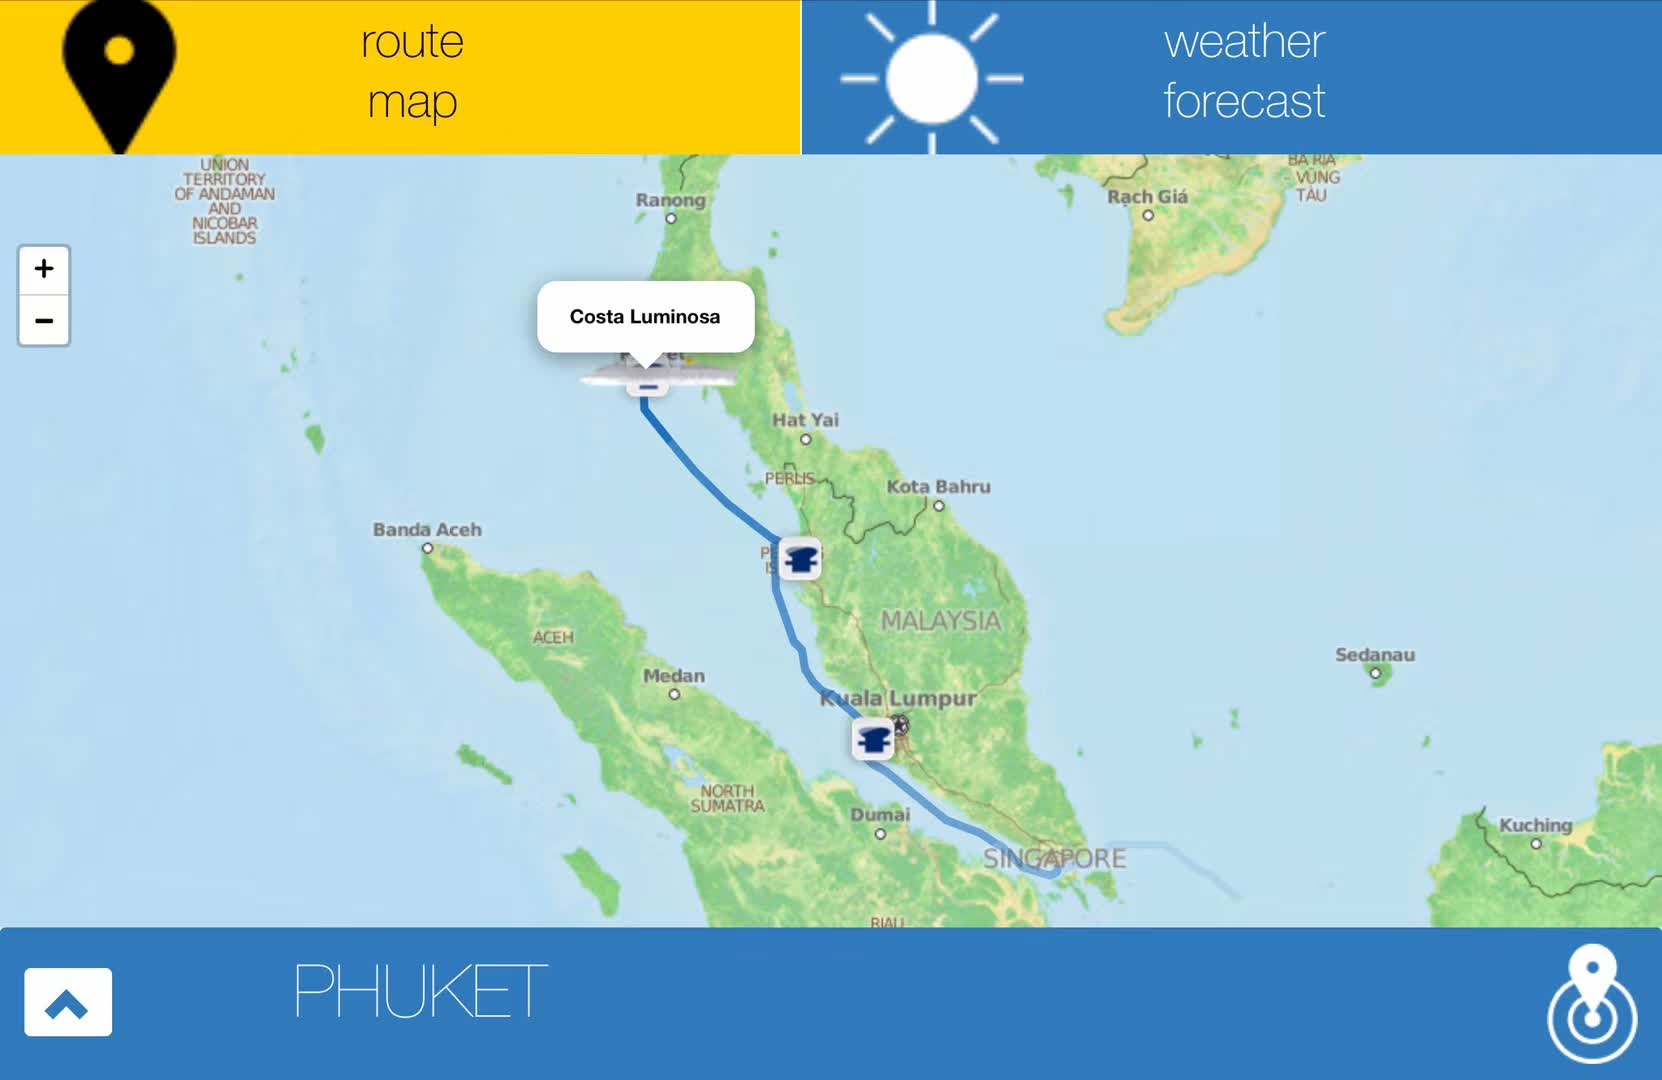 route
map
weather
forecast
UNION
TERRITORY
OF ANDAMAN
AND
NICOBAR
ISLANDS
BA RIA
- VUNG
TÀU
Rạch Giá
Ranong
Costa Luminosa
Hat Yai
PERLIS
Kota Bahru
Banda Aceh
MALAYSIA
ACEH
Sedanau
Medan
Kuala Lumpur
NORTH
SUMATRA
Dumai
Kuching
SINGAPORE
RIAU
+
−
PHUKET